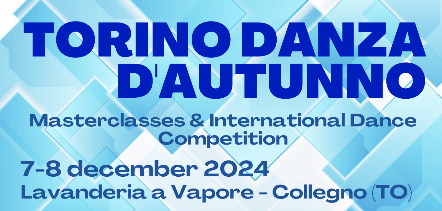 TORINO DANZA
D'AUTUNNO
Masterclasses & International Dance
Competition
7-8 december 2024
Lavanderia a Vapore - Collegno (TO)